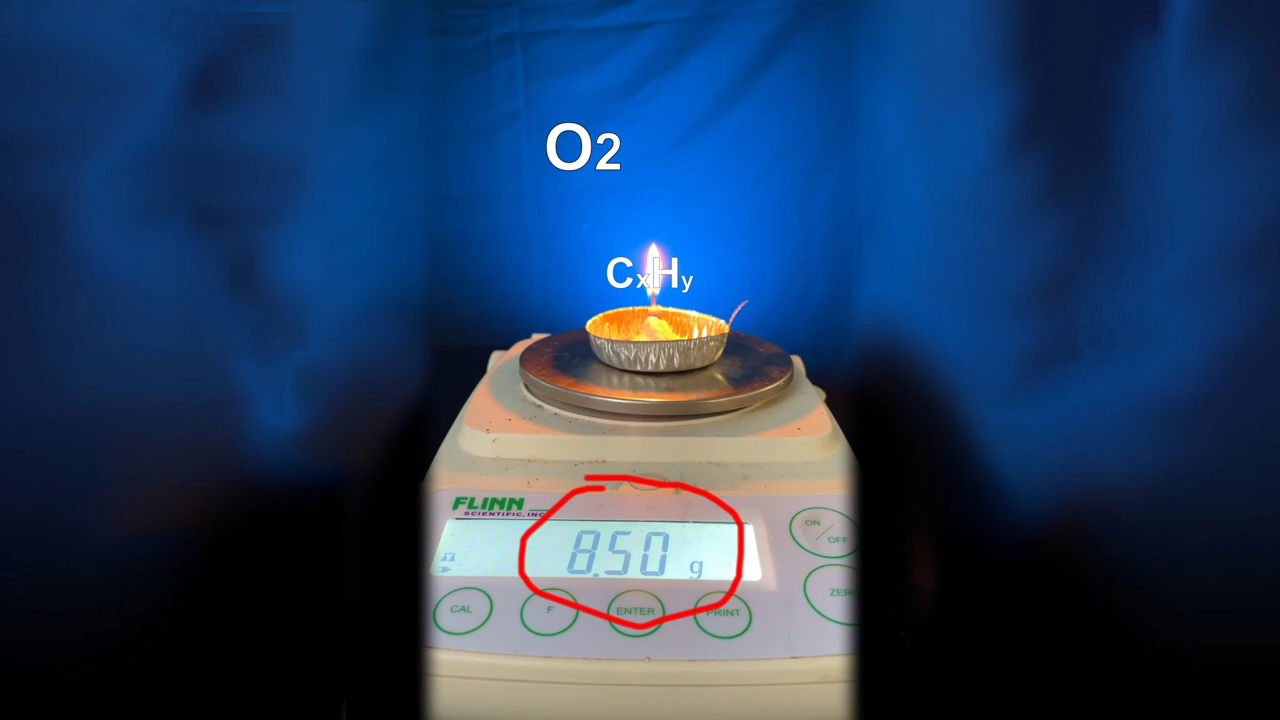 O2
CxHy
FLINN
SCIENTIFIC, INC
8.50 g
ON/OFF
CAL
F
ENTER
PRINT
ZERO